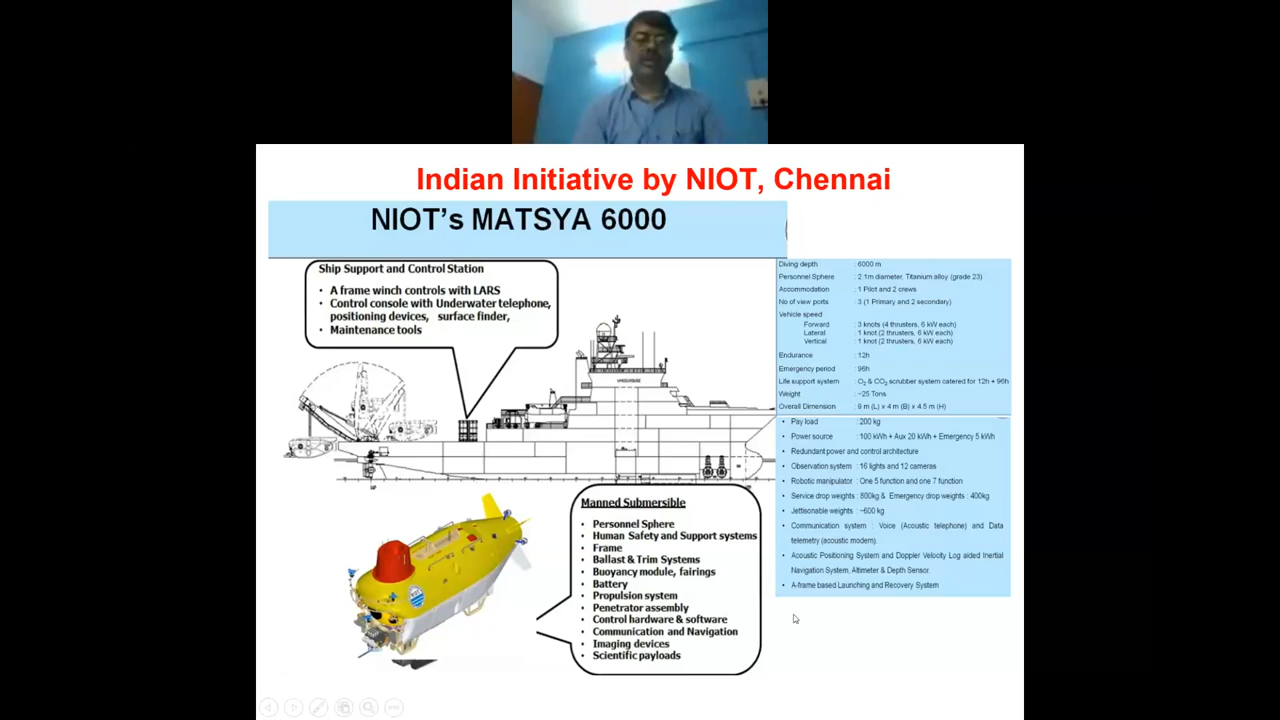 Indian Initiative by NIOT, Chennai
NIOT's MATSYA 6000
Ship Support and Control Station
• A frame winch controls with LARS
• Control console with Underwater telephone,
positioning devices, surface finder,
• Maintenance tools
Manned Submersible
• Personnel Sphere
• Human Safety and Support systems
• Frame
• Ballast & Trim Systems
• Buoyancy module, fairings
• Battery
• Propulsion system
• Penetrator assembly
• Control hardware & software
• Communication and Navigation
• Imaging devices
• Scientific payloads
Diving depth : 6000 m
Personnel Sphere : 2.1m diameter, Titanium alloy (grade 23)
Accommodation : 1 Pilot and 2 crews
No of view ports : 3 (1 Primary and 2 secondary)
Vehicle speed
Forward : 3 knots (4 thrusters, 6 kW each)
Lateral : 1 knot (2 thrusters, 6 kW each)
Vertical : 1 knot (2 thrusters, 6 kW each)
Endurance : 12h
Emergency period : 96h
Life support system : O₂ & CO₂ scrubber system catered for 12h + 96h
Weight : ~25 Tons
Overall Dimension : 9 m (L) x 4 m (B) x 4.5 m (H)
• Pay load : 200 kg
• Power source : 100 kWh + Aux 20 kWh + Emergency 5 kWh
• Redundant power and control architecture
• Observation system : 16 lights and 12 cameras
• Robotic manipulator : One 5 function and one 7 function
• Service drop weights : 800kg & Emergency drop weights : 400kg
• Jettisonable weights : ~600 kg
• Communication system : Voice (Acoustic telephone) and Data
telemetry (acoustic modem).
• Acoustic Positioning System and Doppler Velocity Log aided Inertial
Navigation System, Altimeter & Depth Sensor.
• A-frame based Launching and Recovery System